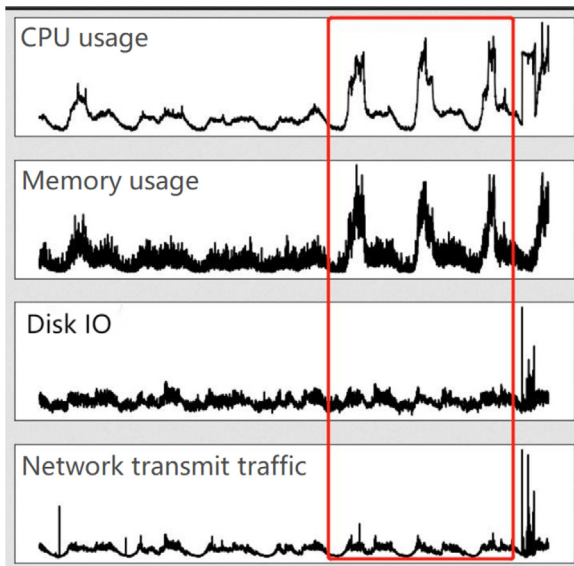 CPU usage
Memory usage
Disk IO
Network transmit traffic